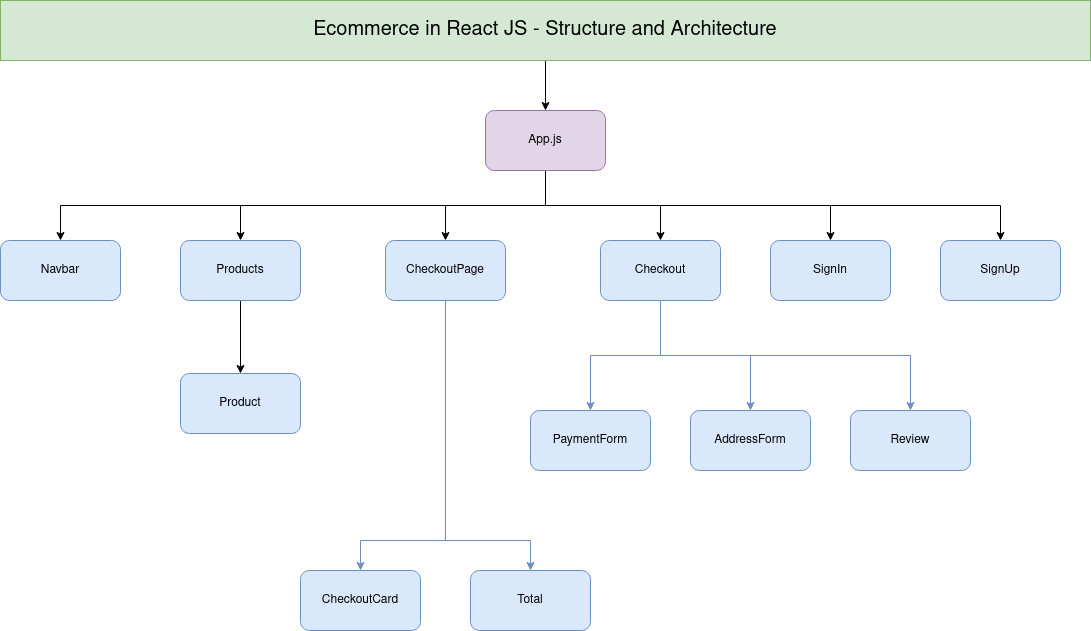 Ecommerce in React JS - Structure and Architecture
App.js
Navbar
Products
CheckoutPage
Checkout
SignIn
SignUp
Product
PaymentForm
AddressForm
Review
CheckoutCard
Total